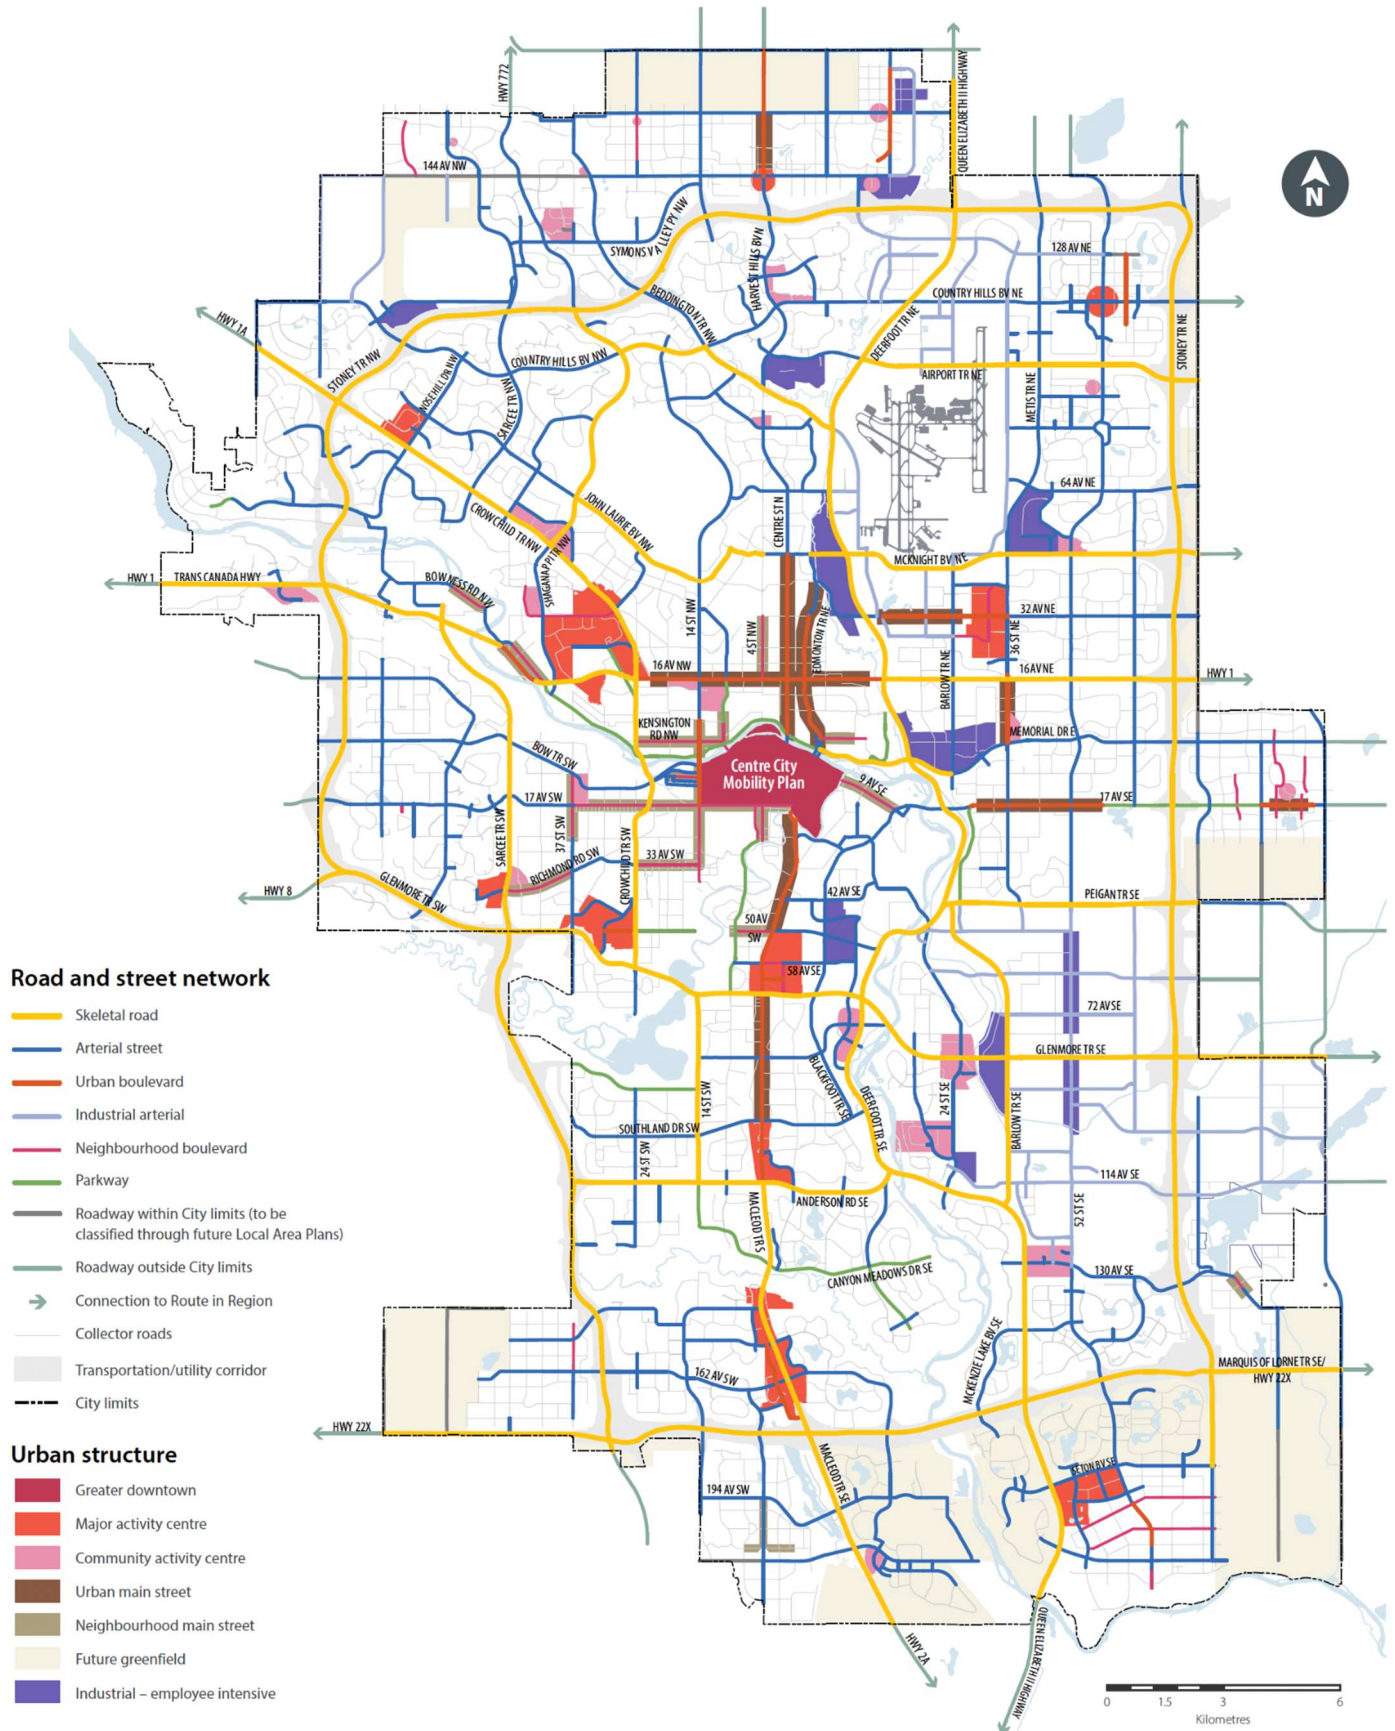 HWY 772
QUEEN ELIZABETH II HIGHWAY
144 AV NW
N
SYMONS VALLEY PY NW
HARVEST HILLS BV N
128 AV NE
BEDDINGTON TR NW
COUNTRY HILLS BV NE
HWY 1A
DEERFOOT TR NE
STONEY TR NE
STONEY TR NW
NOSEHILL DR NW
COUNTRY HILLS BV NW
SARCEE TR NW
AIRPORT TR NE
METIS TR NE
64 AV NE
JOHN LAURIE BV NW
CROWCHILD TR NW
SHAGANAPPI TR NW
CENTRE ST N
MCKNIGHT BV NE
HWY 1
TRANS CANADA HWY
BOWNESS RD NW
14 ST NW
4 ST NW
EDMONTON TR NE
32 AV NE
36 ST NE
BARLOW TR NE
16 AV NW
16 AV NE
HWY 1
KENSINGTON
RD NW
MEMORIAL DR E
BOW TR SW
Centre City
Mobility Plan
9 AV SE
17 AV SW
17 AV SE
37 ST SW
SARCEE TR SW
CROWCHILD TR SW
RICHMOND RD SW
33 AV SW
HWY 8
GLENMORE TR SW
42 AV SE
PEIGAN TR SE
50 AV
SW
58 AV SE
72 AV SE
GLENMORE TR SE
BLACKFOOT TR SE
DEERFOOT TR SE
24 ST SE
BARLOW TR SE
14 ST SW
SOUTHLAND DR SW
24 ST SW
114 AV SE
52 ST SE
ANDERSON RD SE
MACLEOD TR S
CANYON MEADOWS DR SE
130 AV SE
MCKENZIE LAKE BV SE
162 AV SW
MARQUIS OF LORNE TR SE/
HWY 22X
HWY 22X
MACLEOD TR SE
SETON BV SE
194 AV SW
HWY 2A
QUEEN ELIZABETH II HIGHWAY
Road and street network
Skeletal road
Arterial street
Urban boulevard
Industrial arterial
Neighbourhood boulevard
Parkway
Roadway within City limits (to be
classified through future Local Area Plans)
Roadway outside City limits
Connection to Route in Region
Collector roads
Transportation/utility corridor
City limits
Urban structure
Greater downtown
Major activity centre
Community activity centre
Urban main street
Neighbourhood main street
Future greenfield
Industrial – employee intensive
0 1.5 3 6
Kilometres